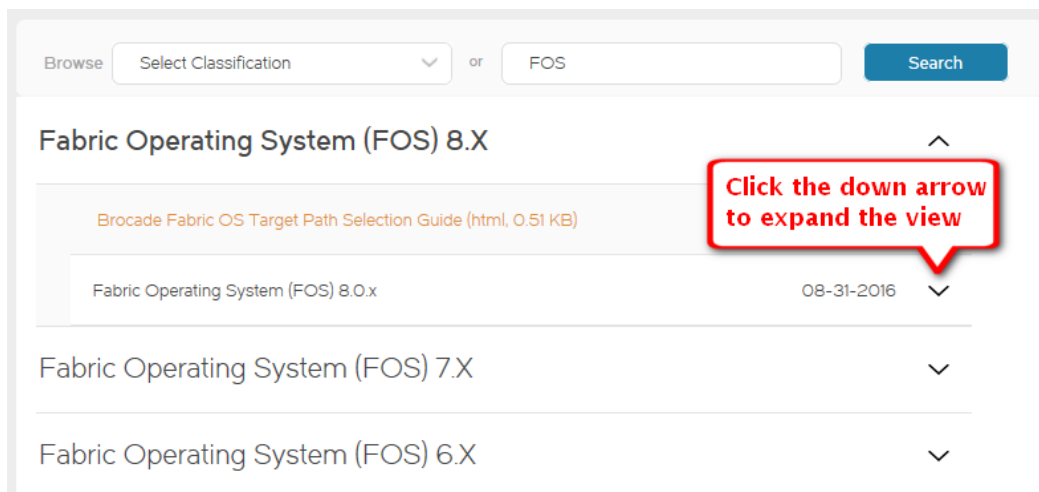 Browse Select Classification or FOS Search
Fabric Operating System (FOS) 8.X
Click the down arrow
to expand the view
Brocade Fabric OS Target Path Selection Guide (html, 0.51 KB)
Fabric Operating System (FOS) 8.0.x 08-31-2016
Fabric Operating System (FOS) 7.X
Fabric Operating System (FOS) 6.X